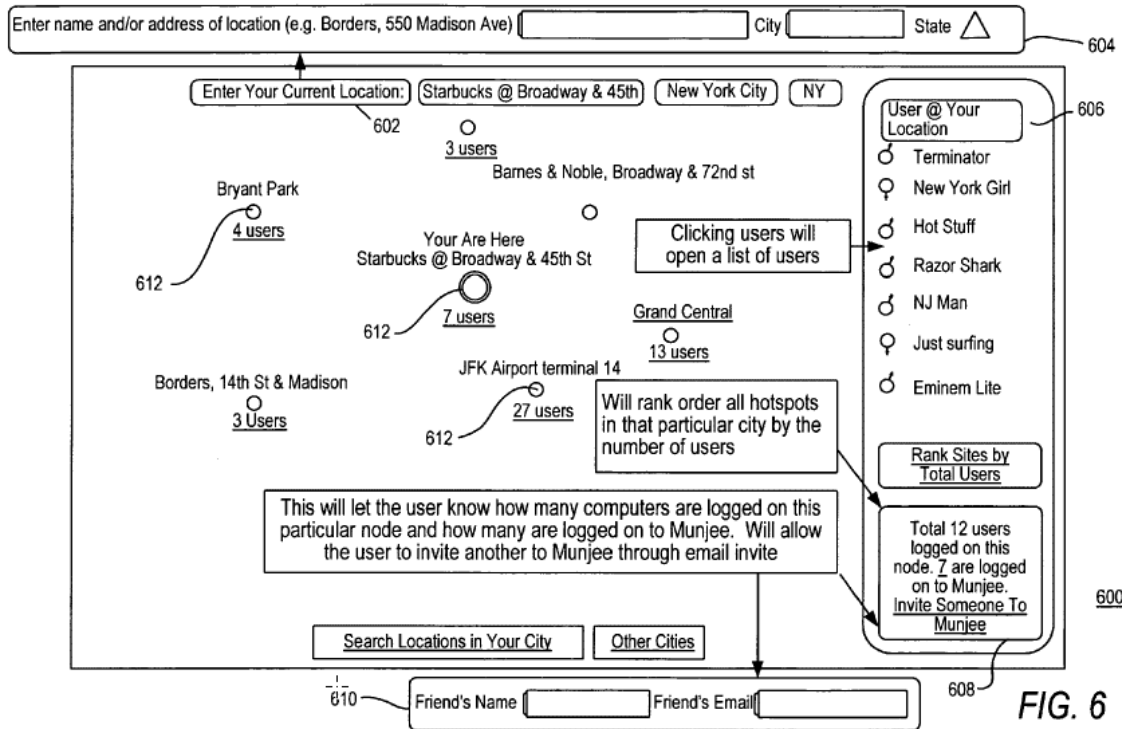 Enter name and/or address of location (e.g. Borders, 550 Madison Ave)
City
State
604
Enter Your Current Location:
Starbucks @ Broadway & 45th
New York City
NY
602
User @ Your
Location
606
3 users
Terminator
Barnes & Noble, Broadway & 72nd st
New York Girl
Bryant Park
4 users
Hot Stuff
Clicking users will
open a list of users
Your Are Here
Starbucks @ Broadway & 45th St
Razor Shark
612
7 users
612
NJ Man
Grand Central
13 users
Just surfing
JFK Airport terminal 14
27 users
612
Eminem Lite
Borders, 14th St & Madison
3 Users
Will rank order all hotspots
in that particular city by the
number of users
Rank Sites by
Total Users
This will let the user know how many computers are logged on this
particular node and how many are logged on to Munjee. Will allow
the user to invite another to Munjee through email invite
Total 12 users
logged on this
node. 7 are logged
on to Munjee.
Invite Someone To
Munjee
600
Search Locations in Your City
Other Cities
608
610
Friend's Name
Friend's Email
FIG. 6